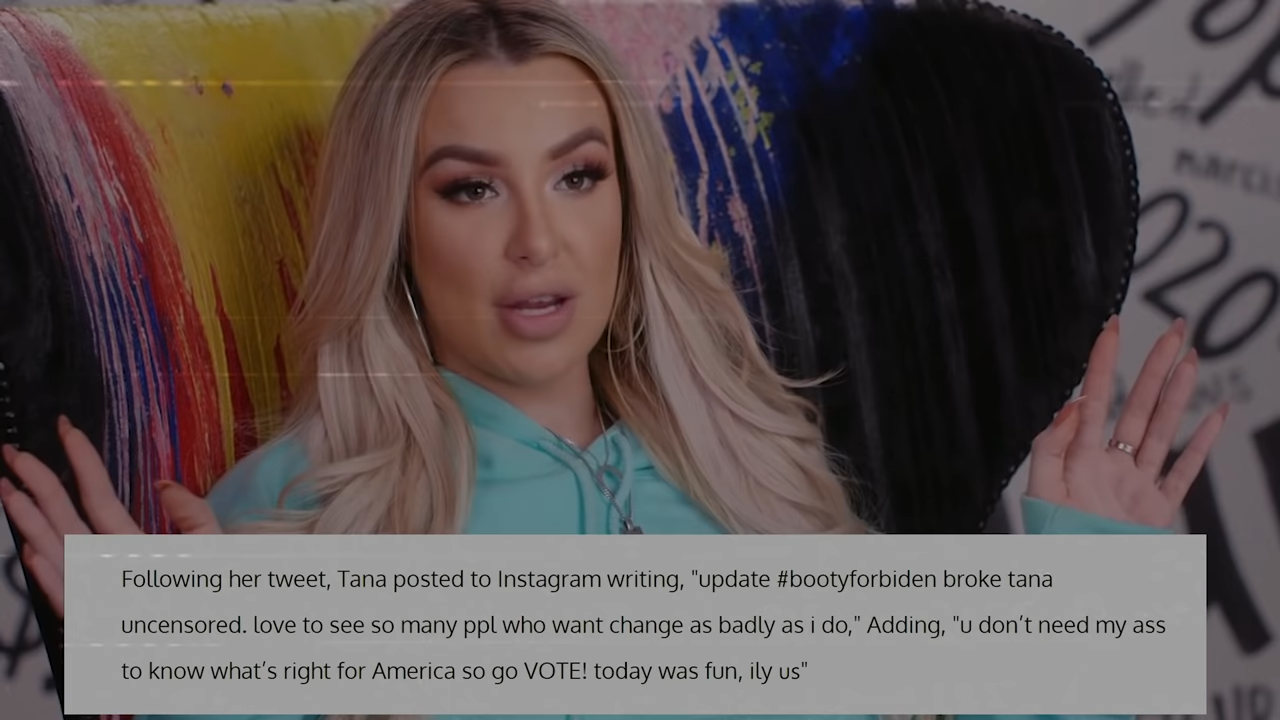 020
Following her tweet, Tana posted to Instagram writing, "update #bootyforbiden broke tana
uncensored. love to see so many ppl who want change as badly as i do," Adding, "u don’t need my ass
to know what’s right for America so go VOTE! today was fun, ily us"